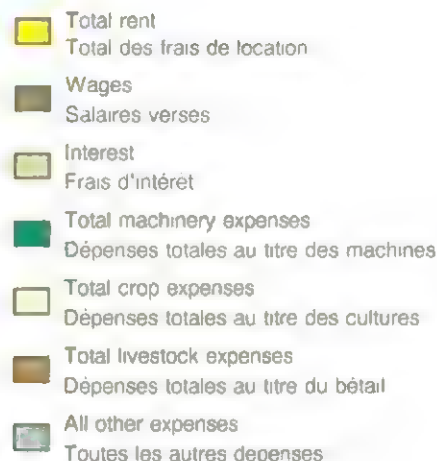 Total rent
Total des frais de location
Wages
Salaires verses
Interest
Frais d'intéret
Total machinery expenses
Dépenses totales au titre des machines
Total crop expenses
Dépenses totales au titre des cultures
Total livestock expenses
Dépenses totales au titre du bétail
All other expenses
Toutes les autres depenses